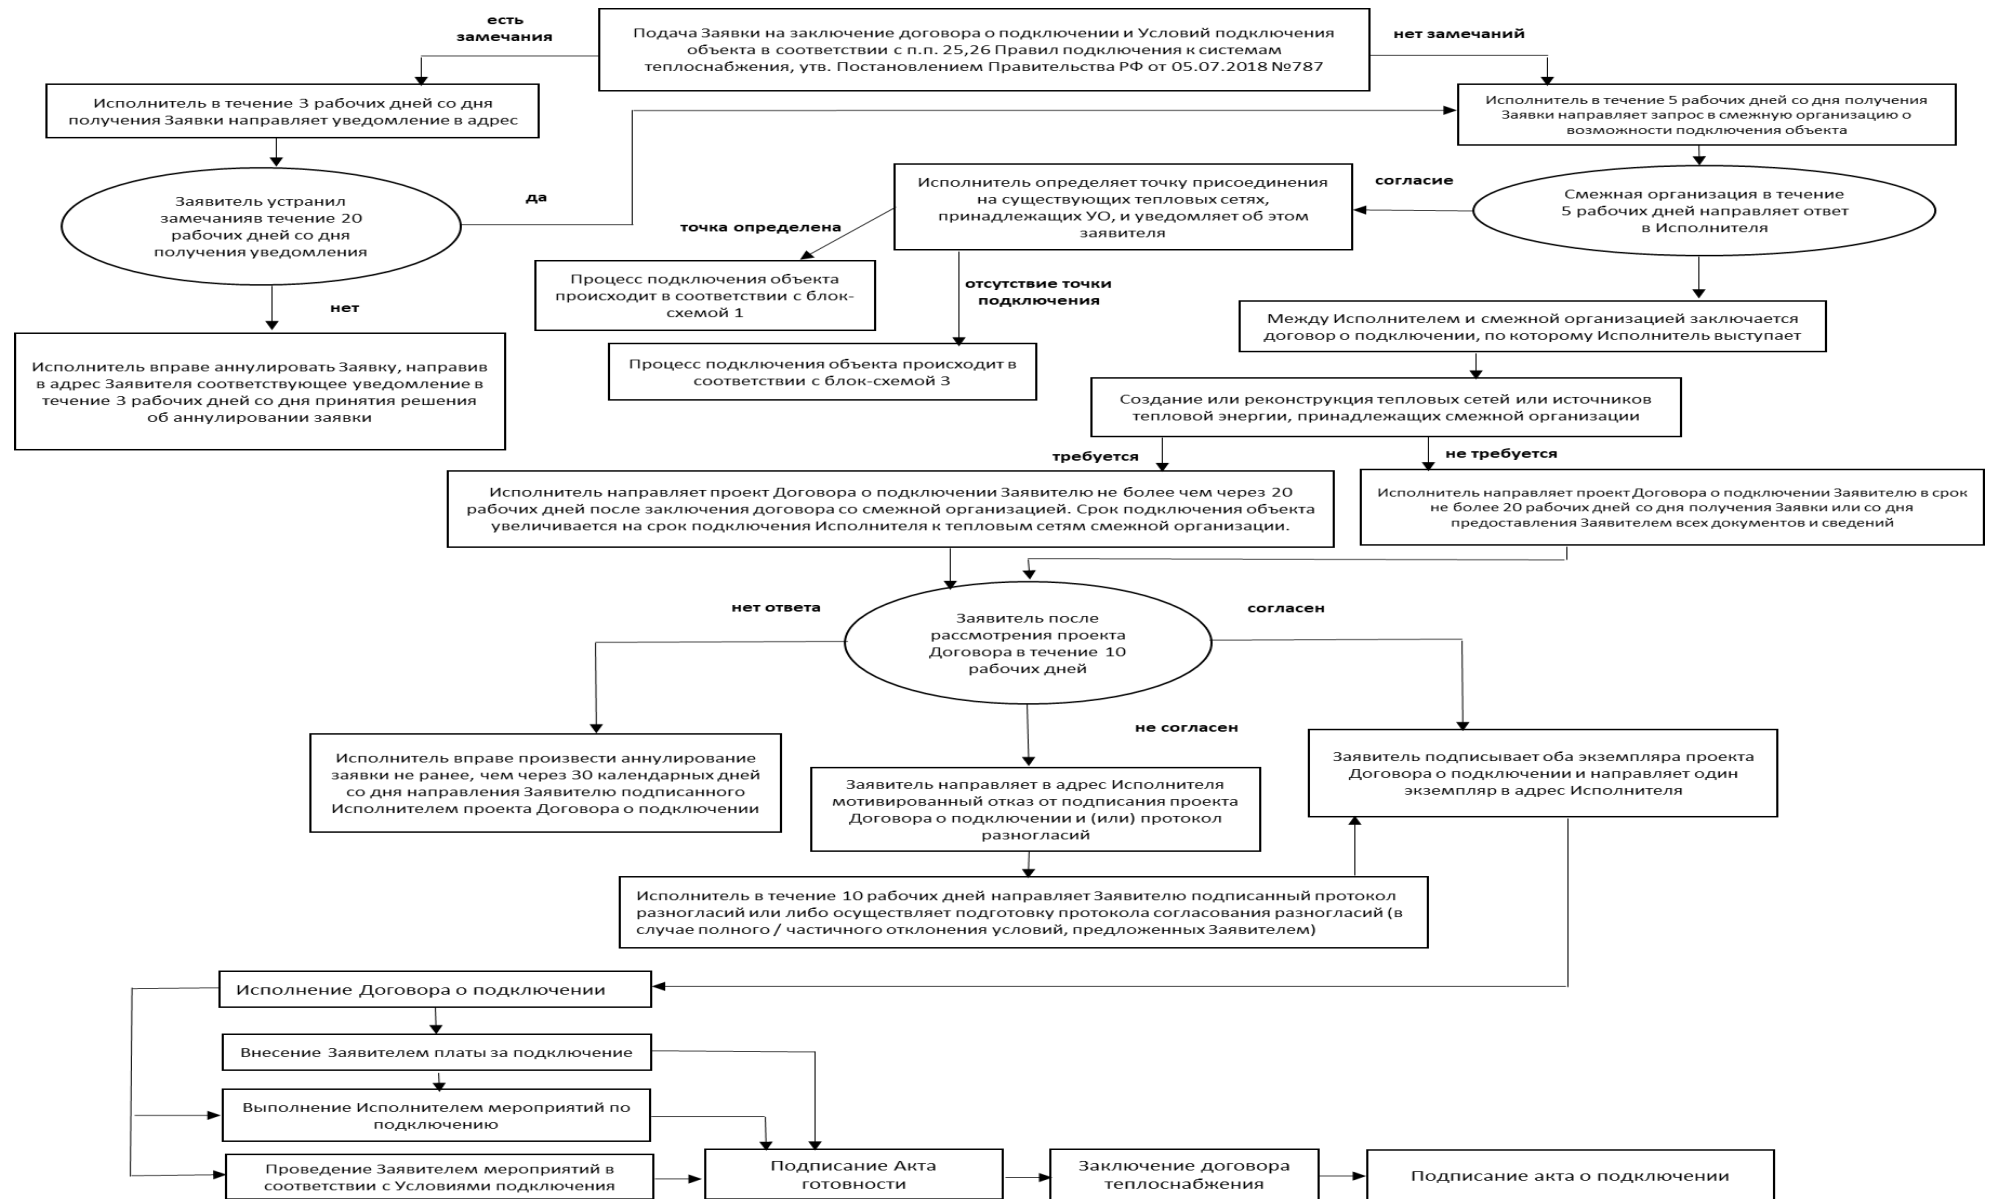 есть
замечания
Подача Заявки на заключение договора о подключении и Условий подключения
объекта в соответствии с п.п. 25,26 Правил подключения к системам
теплоснабжения, утв. Постановлением Правительства РФ от 05.07.2018 №787
нет замечаний
Исполнитель в течение 3 рабочих дней со дня
получения Заявки направляет уведомление в адрес
Исполнитель в течение 5 рабочих дней со дня получения
Заявки направляет запрос в смежную организацию о
возможности подключения объекта
Заявитель устранил
замечанияв течение 20
рабочих дней со дня
получения уведомления
да
Исполнитель определяет точку присоединения
на существующих тепловых сетях,
принадлежащих УО, и уведомляет об этом
заявителя
согласие
Смежная организация в течение
5 рабочих дней направляет ответ
в Исполнителя
точка определена
Процесс подключения объекта
происходит в соответствии с блок-
схемой 1
отсутствие точки
подключения
нет
Между Исполнителем и смежной организацией заключается
договор о подключении, по которому Исполнитель выступает
Исполнитель вправе аннулировать Заявку, направив
в адрес Заявителя соответствующее уведомление в
течение 3 рабочих дней со дня принятия решения
об аннулировании заявки
Процесс подключения объекта происходит в
соответствии с блок-схемой 3
Создание или реконструкция тепловых сетей или источников
тепловой энергии, принадлежащих смежной организации
требуется
не требуется
Исполнитель направляет проект Договора о подключении Заявителю не более чем через 20
рабочих дней после заключения договора со смежной организацией. Срок подключения объекта
увеличивается на срок подключения Исполнителя к тепловым сетям смежной организации.
Исполнитель направляет проект Договора о подключении Заявителю в срок
не более 20 рабочих дней со дня получения Заявки или со дня
предоставления Заявителем всех документов и сведений
нет ответа
Заявитель после
рассмотрения проекта
Договора в течение 10
рабочих дней
согласен
не согласен
Исполнитель вправе произвести аннулирование
заявки не ранее, чем через 30 календарных дней
со дня направления Заявителю подписанного
Исполнителем проекта Договора о подключении
Заявитель направляет в адрес Исполнителя
мотивированный отказ от подписания проекта
Договора о подключении и (или) протокол
разногласий
Заявитель подписывает оба экземпляра проекта
Договора о подключении и направляет один
экземпляр в адрес Исполнителя
Исполнитель в течение 10 рабочих дней направляет Заявителю подписанный протокол
разногласий или либо осуществляет подготовку протокола согласования разногласий (в
случае полного / частичного отклонения условий, предложенных Заявителем)
Исполнение Договора о подключении
Внесение Заявителем платы за подключение
Выполнение Исполнителем мероприятий по
подключению
Проведение Заявителем мероприятий в
соответствии с Условиями подключения
Подписание Акта
готовности
Заключение договора
теплоснабжения
Подписание акта о подключении